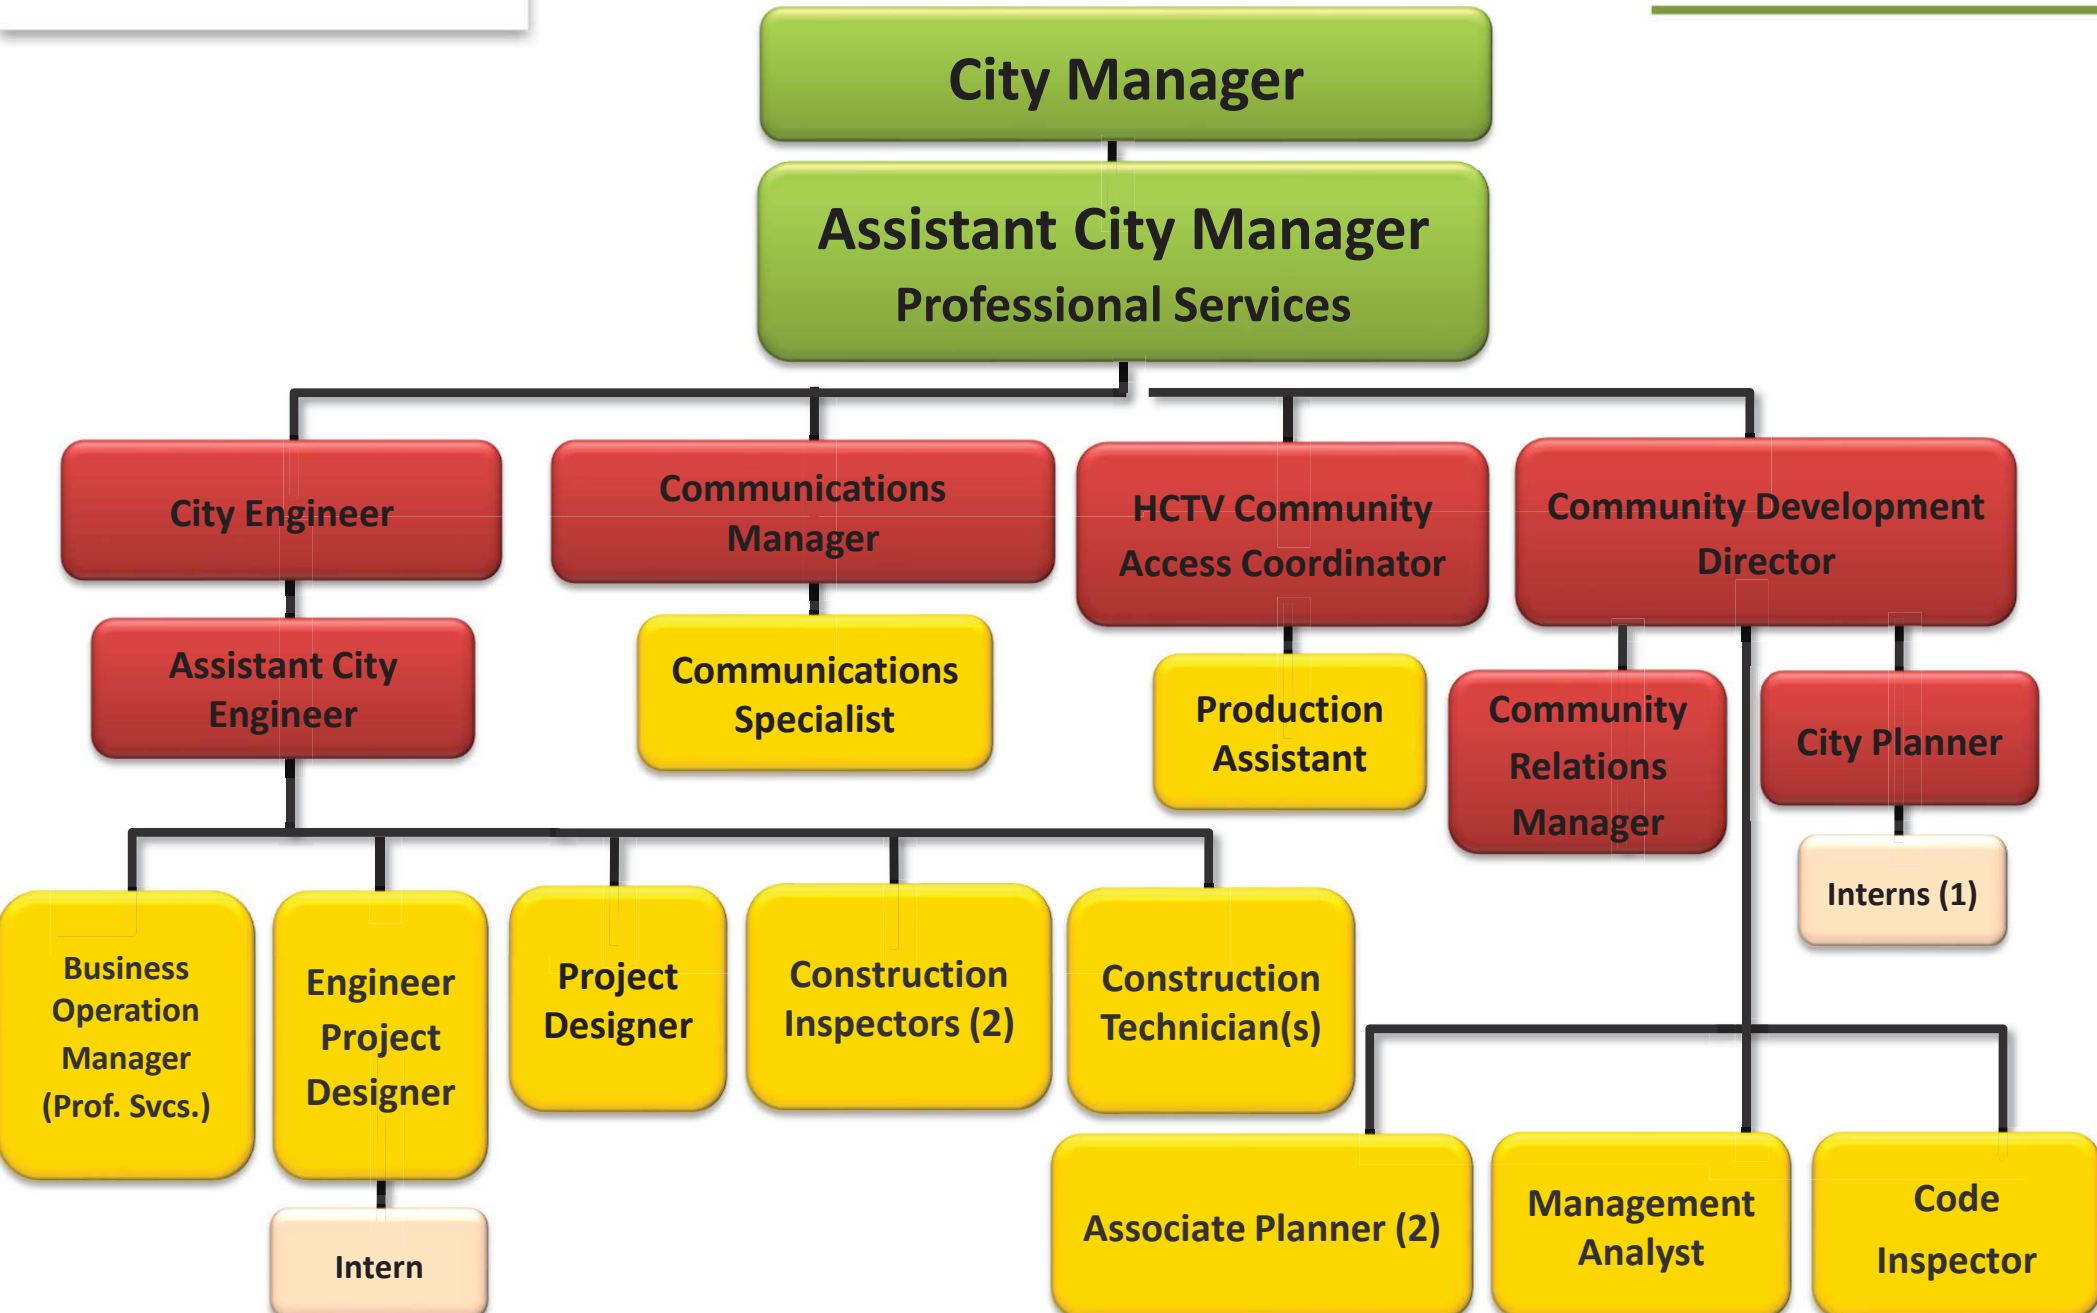 City Manager
Assistant City Manager
Professional Services
City Engineer
Communications
Manager
HCTV Community
Access Coordinator
Community Development
Director
Assistant City
Engineer
Communications
Specialist
Production
Assistant
Community
Relations
Manager
City Planner
Interns (1)
Business
Operation
Manager
(Prof. Svcs.)
Engineer
Project
Designer
Project
Designer
Construction
Inspectors (2)
Construction
Technician(s)
Intern
Associate Planner (2)
Management
Analyst
Code
Inspector